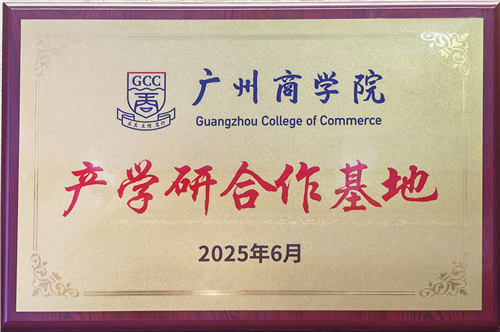 GCC
广州商学院
Guangzhou College of Commerce
产学研合作基地
2025年6月